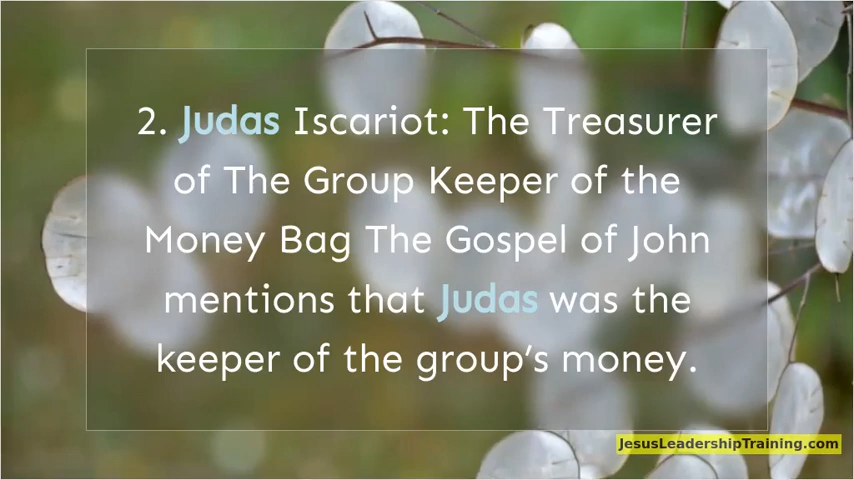 2. Judas Iscariot: The Treasurer
of The Group Keeper of the
Money Bag The Gospel of John
mentions that Judas was the
keeper of the group’s money.
JesusLeadershipTraining.com